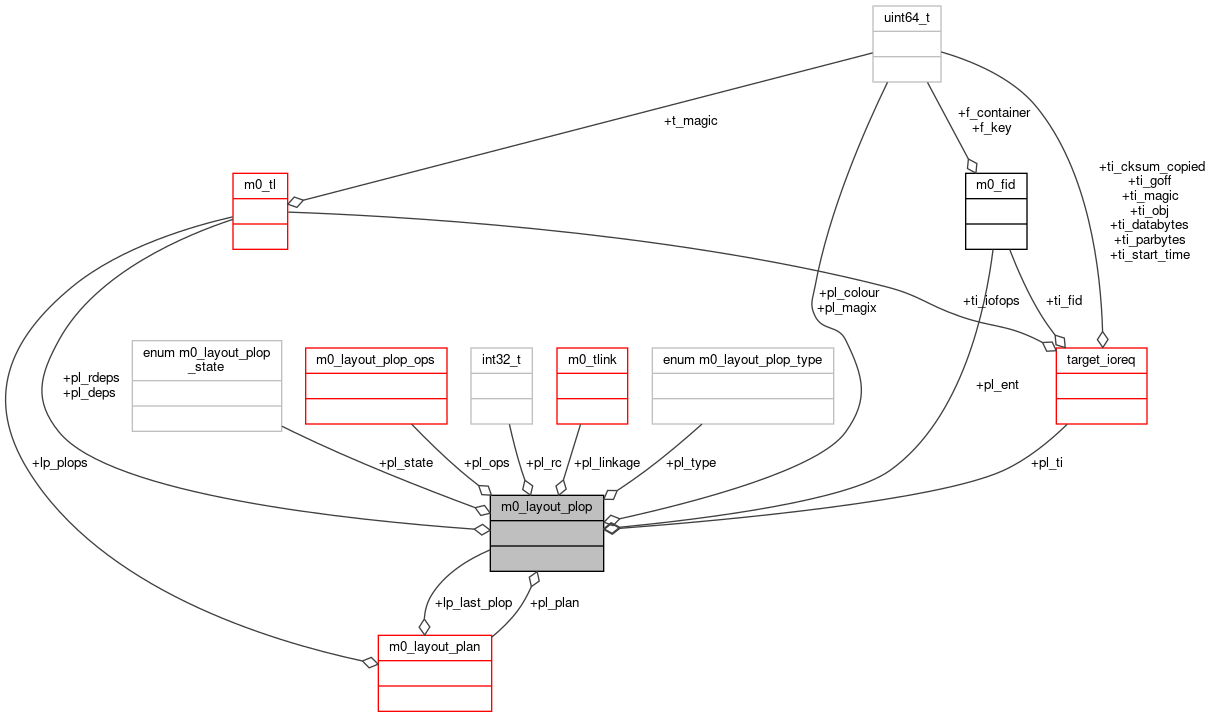 uint64_t
+t_magic
+f_container
+f_key
+ti_cksum_copied
+ti_goff
+ti_magic
+ti_obj
+ti_databytes
+ti_parbytes
+ti_start_time
m0_tl
m0_fid
+pl_colour
+pl_magix
+ti_iofops
+ti_fid
enum m0_layout_plop
_state
m0_layout_plop_ops
int32_t
m0_tlink
enum m0_layout_plop_type
target_ioreq
+pl_rdeps
+pl_deps
+pl_ent
+lp_plops
+pl_state
+pl_ops
+pl_rc
+pl_linkage
+pl_type
+pl_ti
m0_layout_plop
+lp_last_plop
+pl_plan
m0_layout_plan